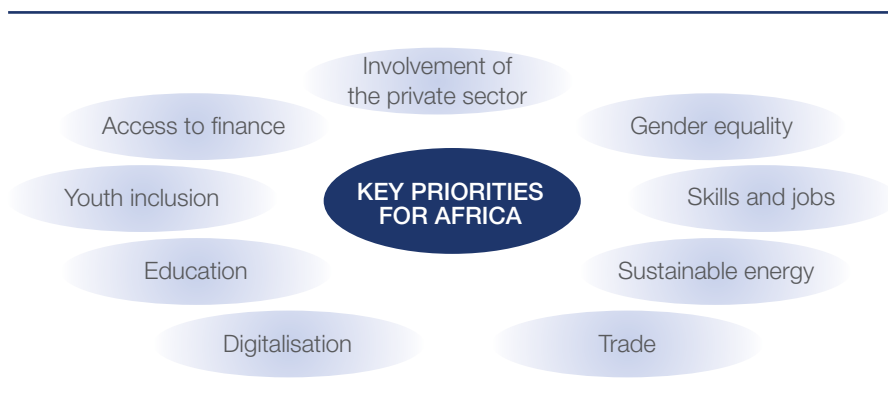 Involvement of
the private sector
Access to finance
Gender equality
Youth inclusion
KEY PRIORITIES
FOR AFRICA
Skills and jobs
Education
Sustainable energy
Digitalisation
Trade